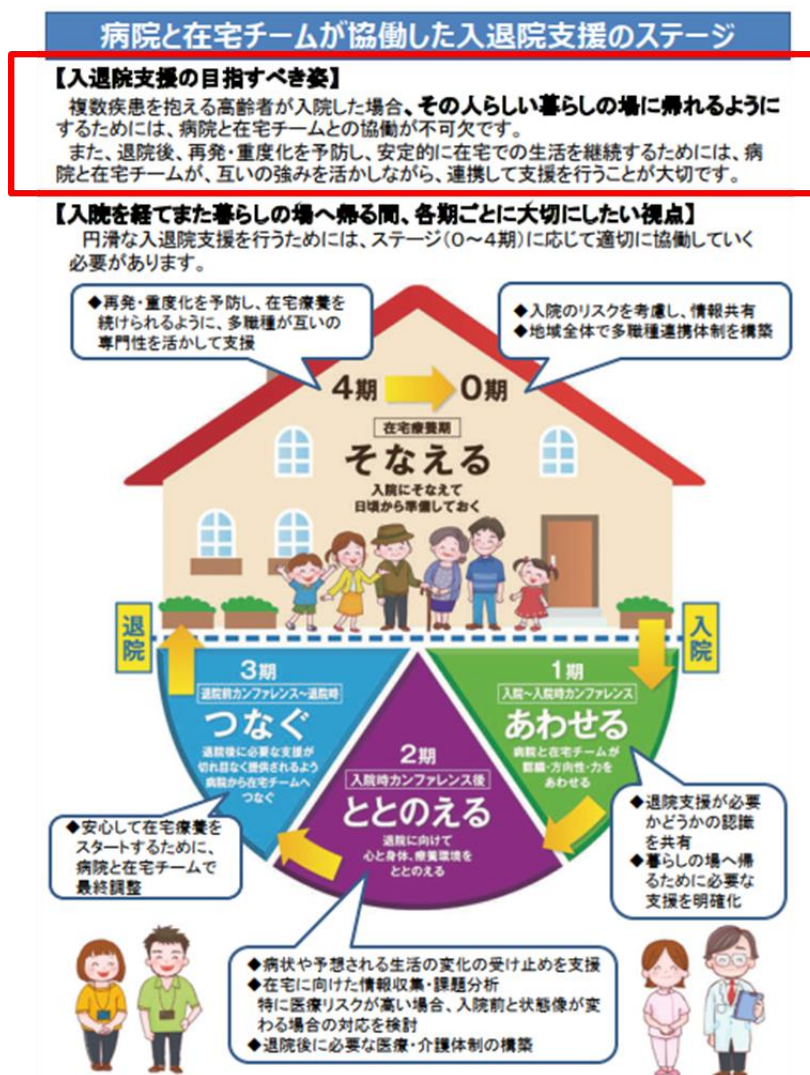 病院と在宅チームが協働した入退院支援のステージ
【入退院支援の目指すべき姿】
複数疾患を抱える高齢者が入院した場合、その人らしい暮らしの場に帰れるように
するためには、病院と在宅チームとの協働が不可欠です。
また、退院後、再発・重度化を予防し、安定的に在宅での生活を継続するためには、病
院と在宅チームが、互いの強みを活かしながら、連携して支援を行うことが大切です。
【入院を経てまた暮らしの場へ帰る間、各期ごとに大切にしたい視点】
円滑な入退院支援を行うためには、ステージ(0～4期)に応じて適切に協働していく
必要があります。
◆再発・重度化を予防し、在宅療養を
続けられるように、多職種が互いの
専門性を活かして支援
◆入院のリスクを考慮し、情報共有
◆地域全体で多職種連携体制を構築
4期
0期
在宅療養期
そなえる
入院にそなえて
日頃から準備しておく
退院
入院
3期
退院前カンファレンス～退院時
つなぐ
退院後に必要な支援が
切れ目なく提供されるよう
病院から在宅チームへ
つなぐ
1期
入院～入院時カンファレンス
あわせる
病院と在宅チームが
認識・方向性・力を
あわせる
2期
入院時カンファレンス後
ととのえる
退院に向けて
心と身体、療養環境を
ととのえる
◆安心して在宅療養を
スタートするために、
病院と在宅チームで
最終調整
◆退院支援が必要
かどうかの認識
を共有
◆暮らしの場へ帰
るために必要な
支援を明確化
◆病状や予想される生活の変化の受け止めを支援
◆在宅に向けた情報収集・課題分析
特に医療リスクが高い場合、入院前と状態像が変
わる場合の対応を検討
◆退院後に必要な医療・介護体制の構築